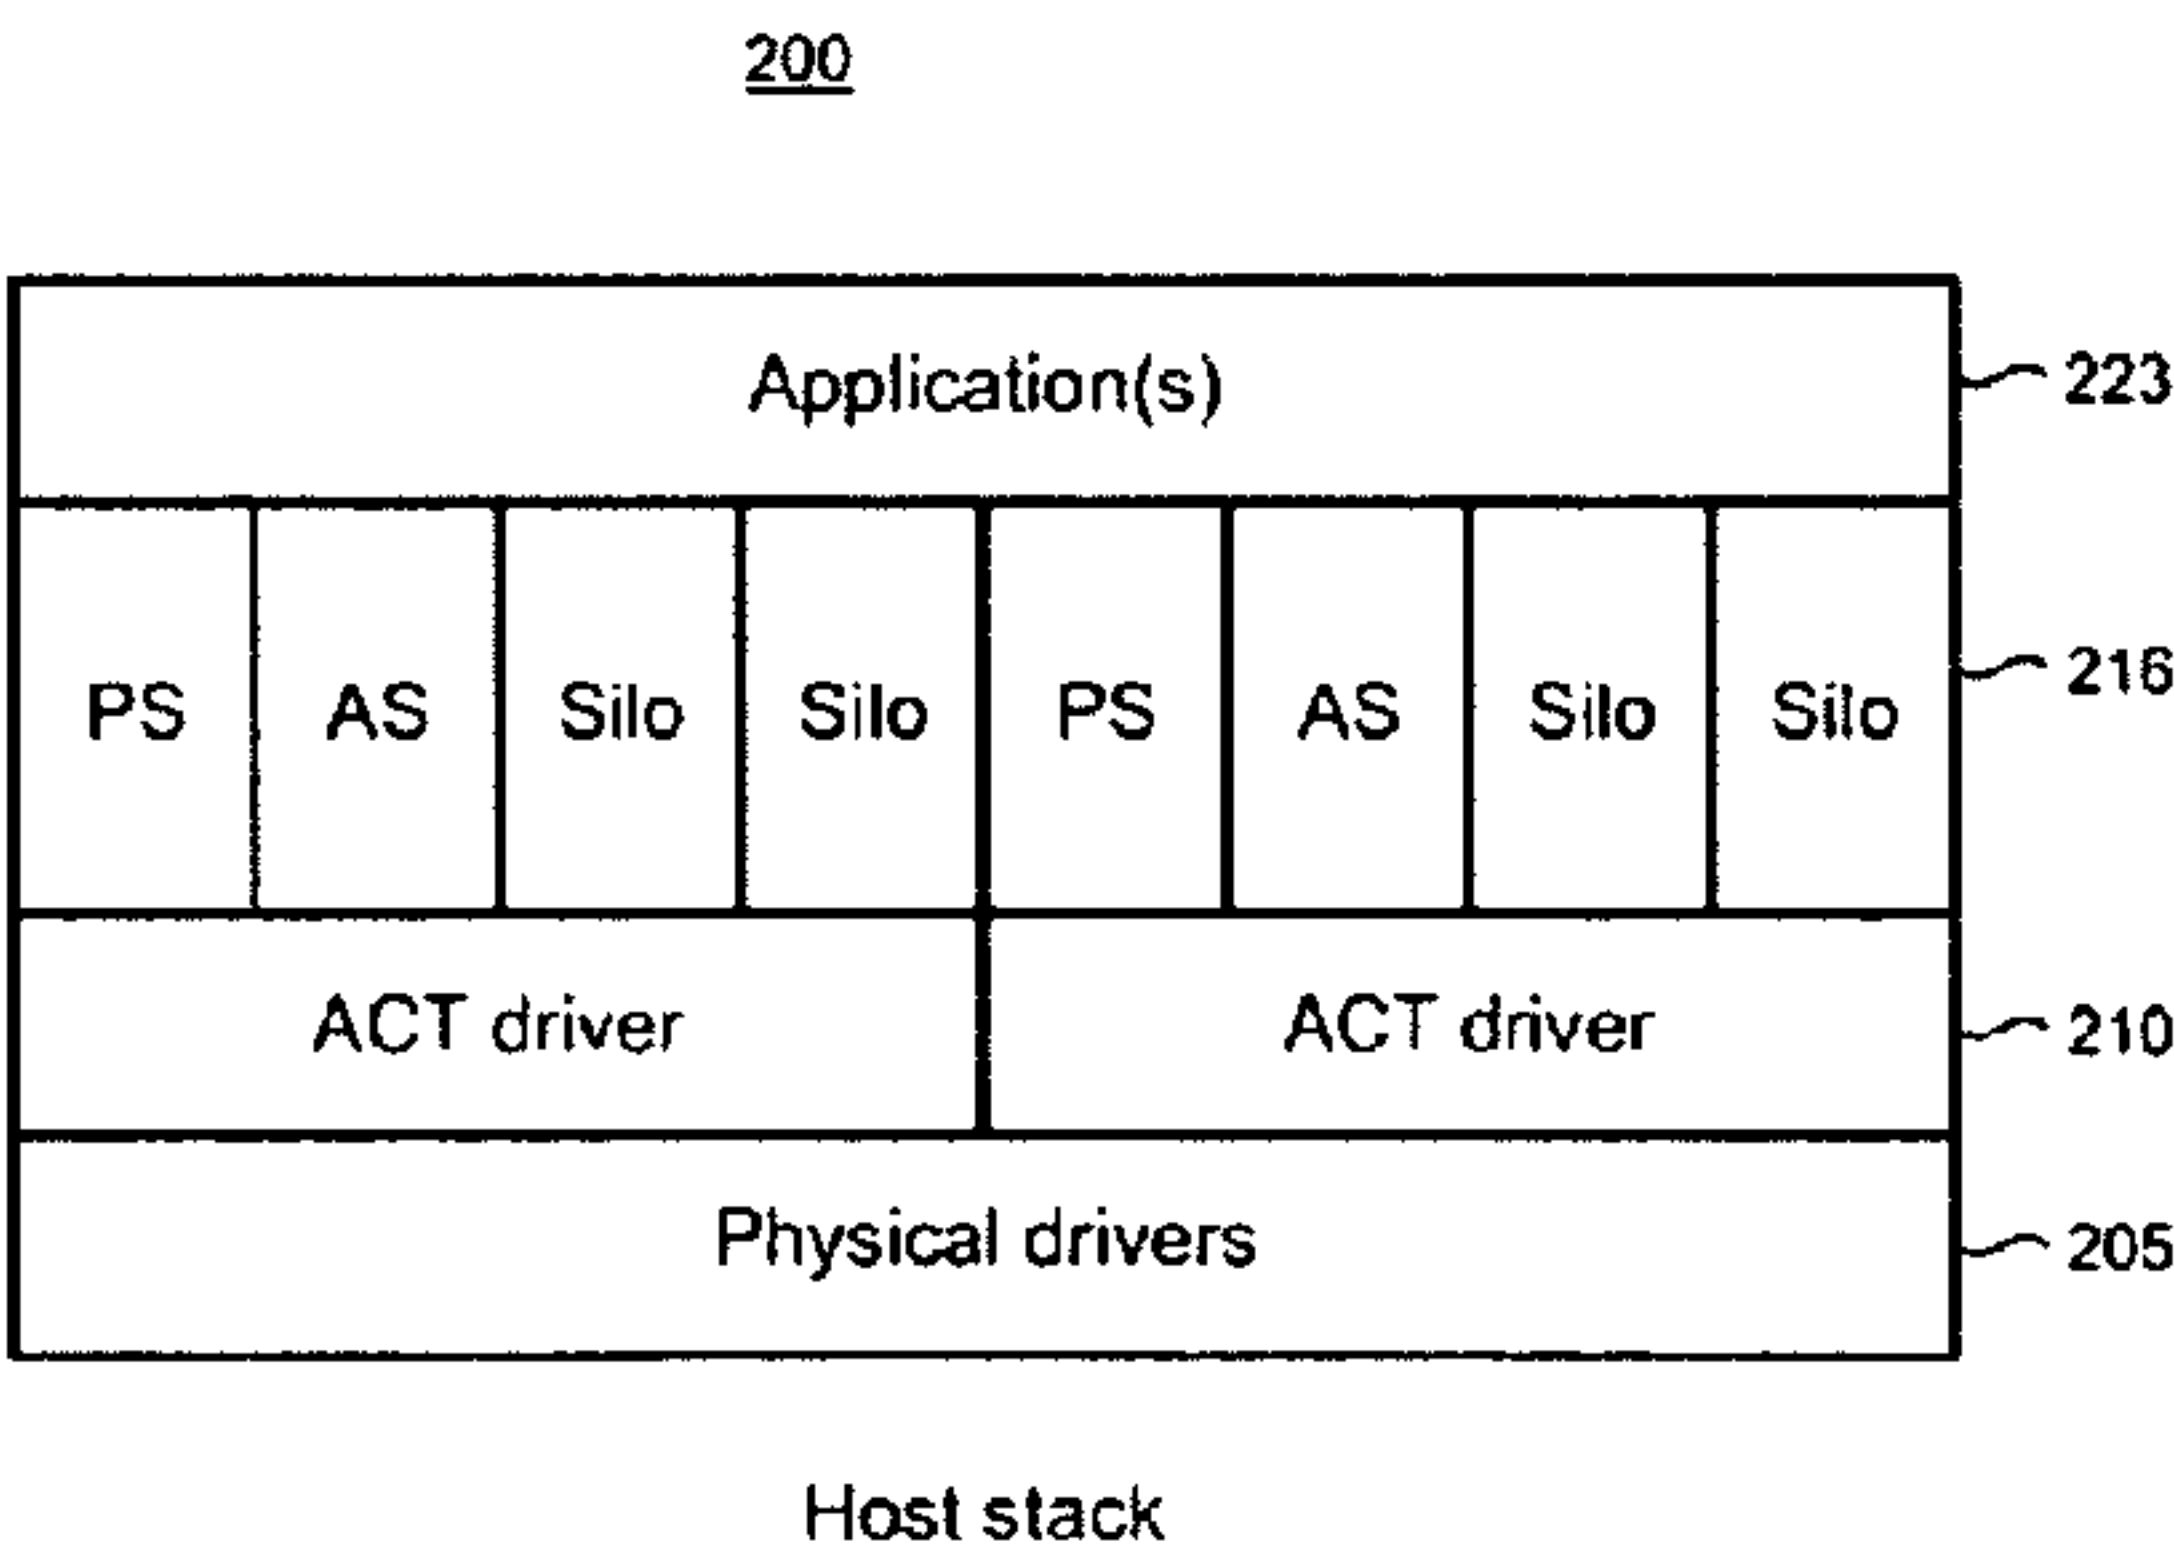 200
Application(s) 223
PS AS Silo Silo PS AS Silo Silo 216
ACT driver ACT driver 210
Physical drivers 205
Host stack